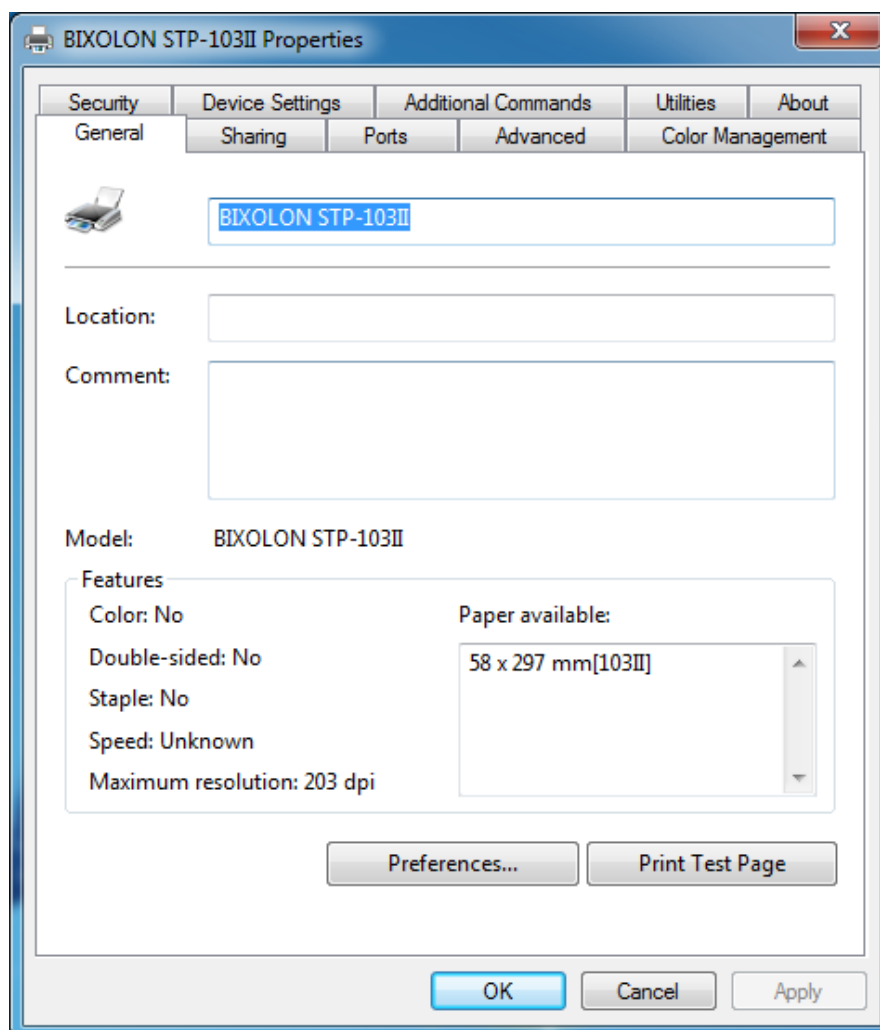 BIXOLON STP-103II Properties
Security Device Settings Additional Commands Utilities About
General Sharing Ports Advanced Color Management
BIXOLON STP-103II
Location:
Comment:
Model: BIXOLON STP-103II
Features
Color: No Paper available:
Double-sided: No 58 x 297 mm[103II]
Staple: No
Speed: Unknown
Maximum resolution: 203 dpi
Preferences... Print Test Page
OK Cancel Apply